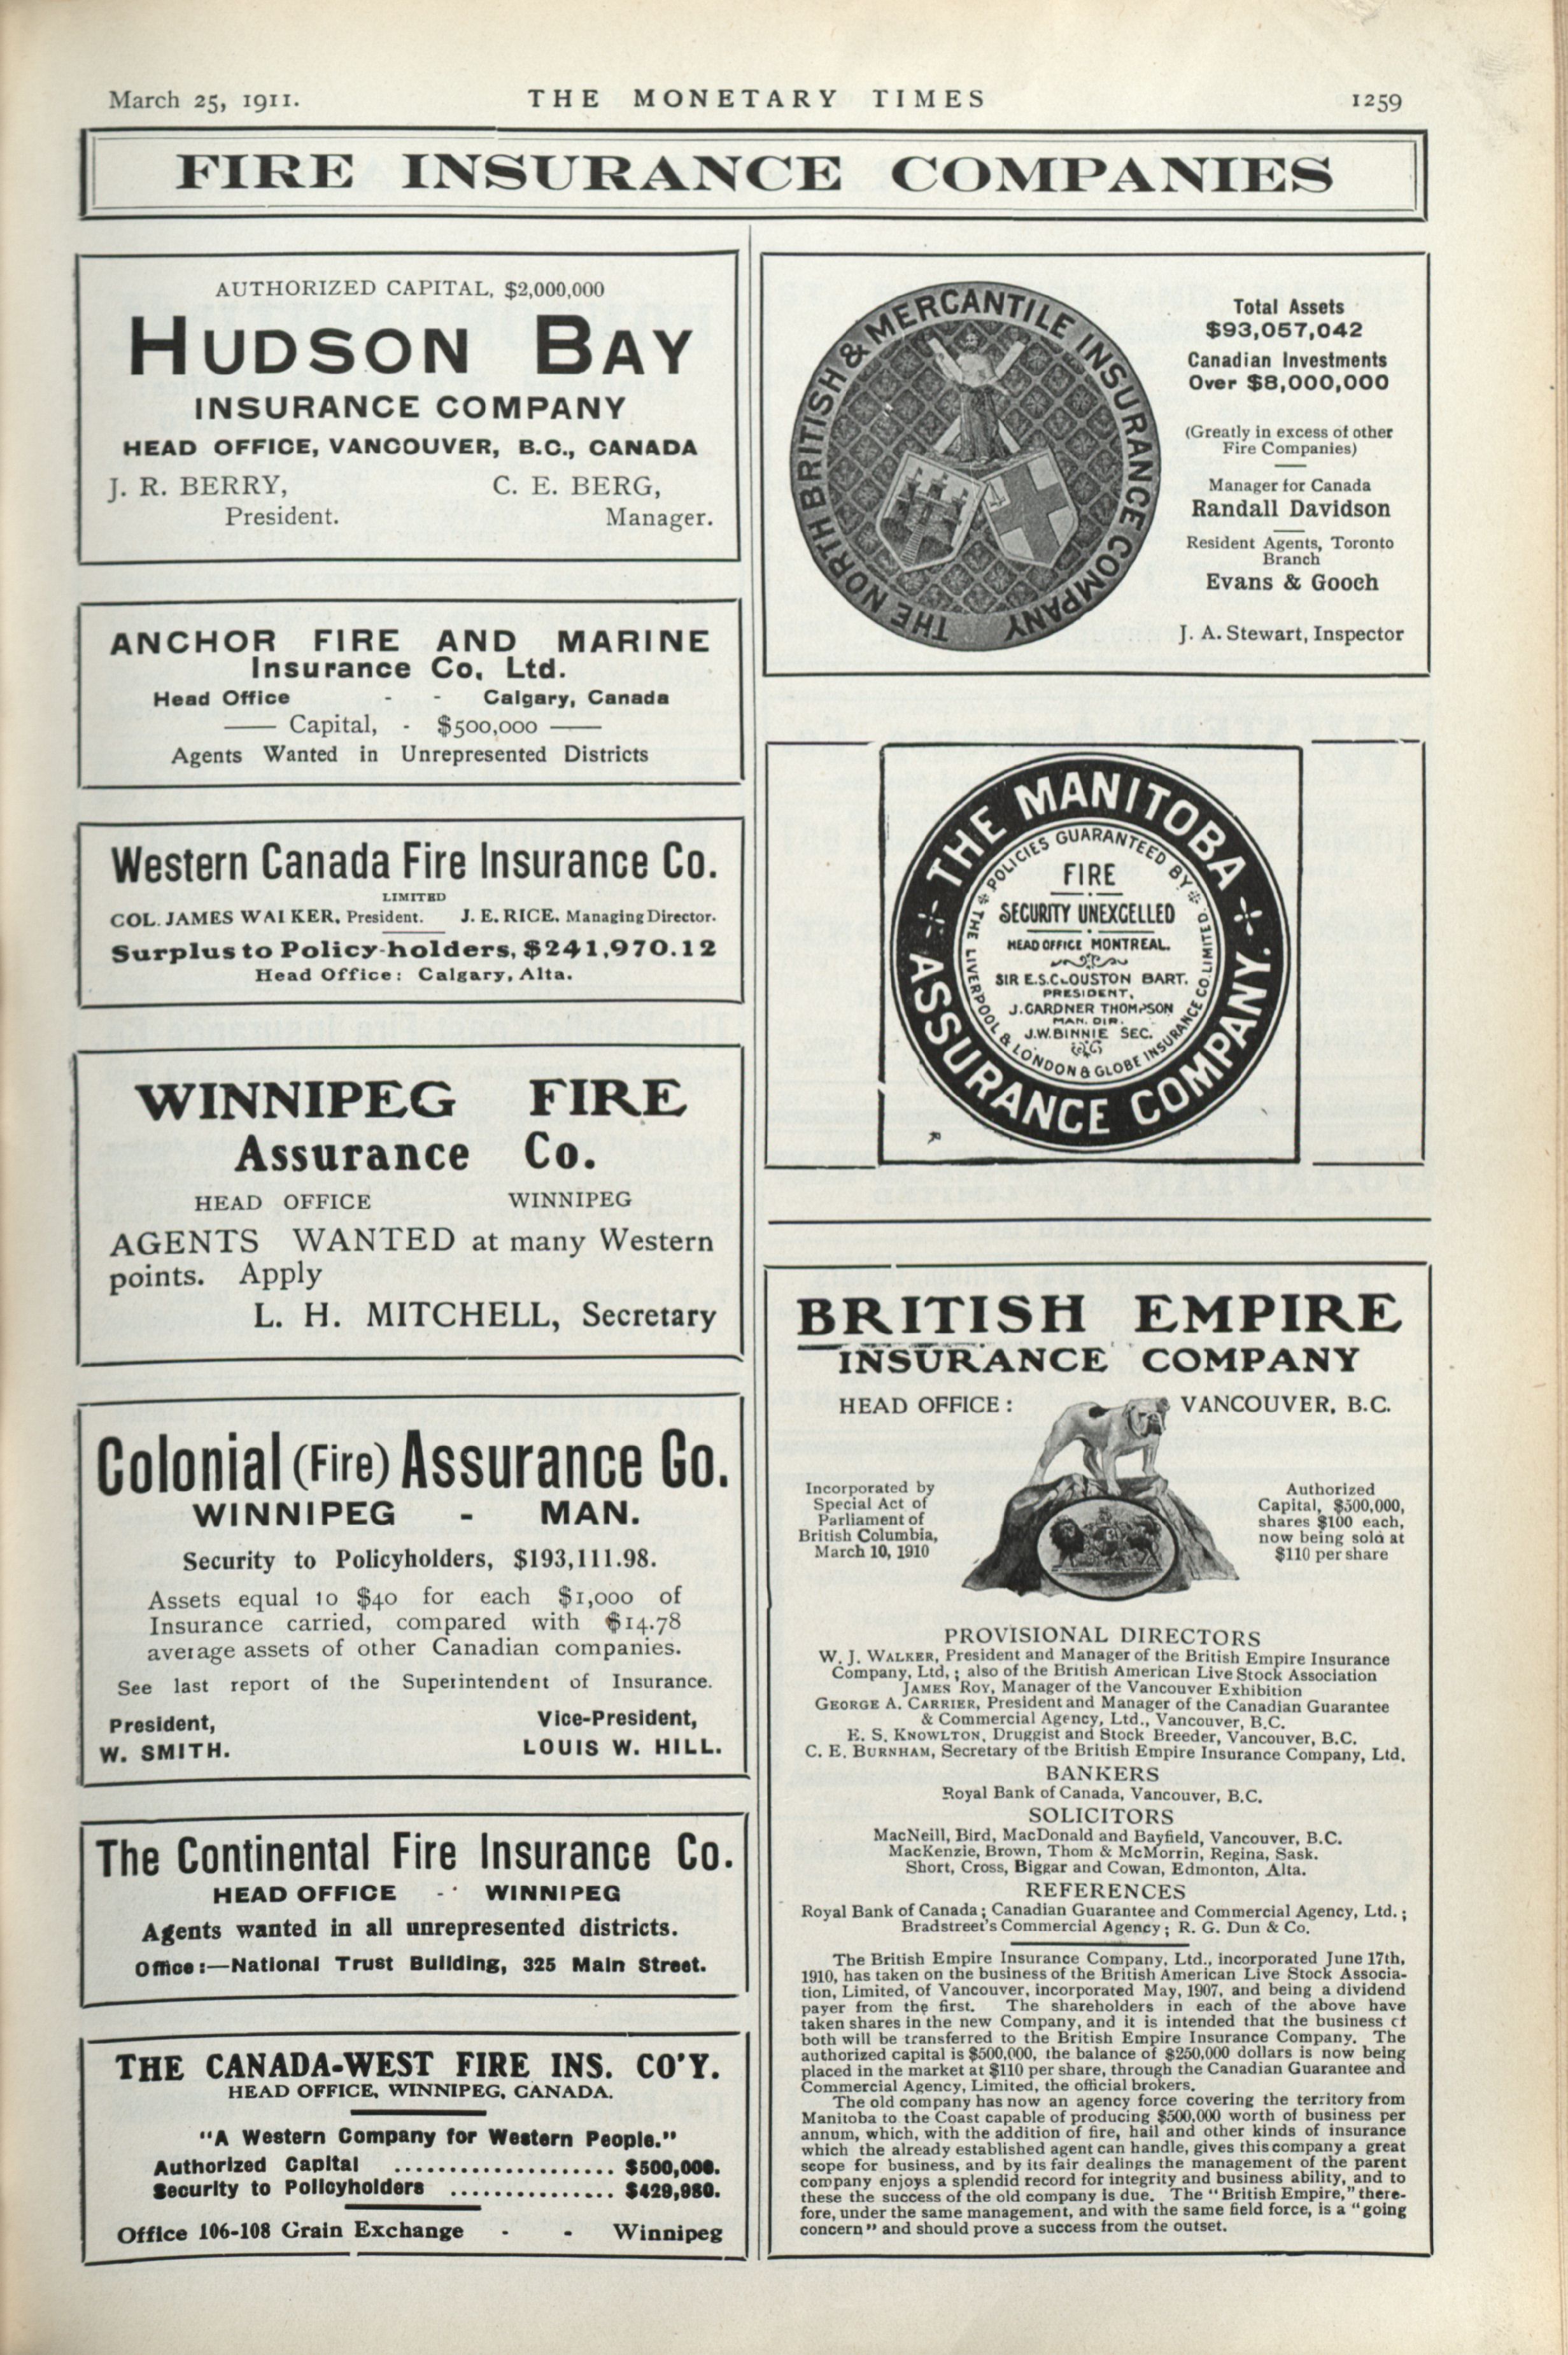 March 25, 1911.
THE MONETARY TIMES
1259
FIRE INSURANCE COMPANIES
AUTHORIZED CAPITAL, $2,000,000
HUDSON BAY
INSURANCE COMPANY
HEAD OFFICE, VANCOUVER, B.C., CANADA
J. R. BERRY, C. E. BERG,
President. Manager.
ANCHOR FIRE AND MARINE
Insurance Co, Ltd.
Head Office - - Calgary, Canada
Capital, - $500,000
Agents Wanted in Unrepresented Districts
Western Canada Fire Insurance Co.
LIMITED
COL. JAMES WALKER, President. J. E. RICE, Managing Director.
Surplus to Policy-holders, $241,970.12
Head Office: Calgary, Alta.
WINNIPEG FIRE
Assurance Co.
HEAD OFFICE WINNIPEG
AGENTS WANTED at many Western
points. Apply
L. H. MITCHELL, Secretary
Colonial (Fire) Assurance Co.
WINNIPEG - MAN.
Security to Policyholders, $193,111.98.
Assets equal to $40 for each $1,000 of
Insurance carried, compared with $14.78
average assets of other Canadian companies.
See last report of the Superintendent of Insurance.
President, Vice-President,
W. SMITH. LOUIS W. HILL.
The Continental Fire Insurance Co.
HEAD OFFICE - WINNIPEG
Agents wanted in all unrepresented districts.
Office:—National Trust Building, 325 Main Street.
THE CANADA-WEST FIRE INS. CO'Y.
HEAD OFFICE, WINNIPEG, CANADA.
"A Western Company for Western People."
Authorized Capital .................... $500,000.
Security to Policyholders ............... $429,980.
Office 106-108 Grain Exchange - - Winnipeg
THE NORTH BRITISH & MERCANTILE INSURANCE COMPANY
Total Assets
$93,057,042
Canadian Investments
Over $8,000,000
(Greatly in excess of other
Fire Companies)
Manager for Canada
Randall Davidson
Resident Agents, Toronto
Branch
Evans & Gooch
J. A. Stewart, Inspector
THE MANITOBA
ASSURANCE COMPANY.
POLICIES GUARANTEED BY
THE LIVERPOOL & LONDON & GLOBE INSURANCE CO. LIMITED
FIRE
SECURITY UNEXCELLED
HEAD OFFICE MONTREAL.
SIR E.S.CLOUSTON BART.
PRESIDENT,
J. GARDNER THOMPSON
MAN. DIR.
J.W.BINNIE SEC.
BRITISH EMPIRE
INSURANCE COMPANY
HEAD OFFICE: VANCOUVER, B.C.
Incorporated by
Special Act of
Parliament of
British Columbia,
March 10, 1910
Authorized
Capital, $500,000,
shares $100 each,
now being sold at
$110 per share
PROVISIONAL DIRECTORS
W. J. WALKER, President and Manager of the British Empire Insurance
Company, Ltd.; also of the British American Live Stock Association
JAMES ROY, Manager of the Vancouver Exhibition
GEORGE A. CARRIER, President and Manager of the Canadian Guarantee
& Commercial Agency, Ltd., Vancouver, B.C.
E. S. KNOWLTON, Druggist and Stock Breeder, Vancouver, B.C.
C. E. BURNHAM, Secretary of the British Empire Insurance Company, Ltd.
BANKERS
Royal Bank of Canada, Vancouver, B.C.
SOLICITORS
MacNeill, Bird, MacDonald and Bayfield, Vancouver, B.C.
MacKenzie, Brown, Thom & McMorrin, Regina, Sask.
Short, Cross, Biggar and Cowan, Edmonton, Alta.
REFERENCES
Royal Bank of Canada; Canadian Guarantee and Commercial Agency, Ltd.;
Bradstreet's Commercial Agency; R. G. Dun & Co.
The British Empire Insurance Company, Ltd., incorporated June 17th,
1910, has taken on the business of the British American Live Stock Associa-
tion, Limited, of Vancouver, incorporated May, 1907, and being a dividend
payer from the first. The shareholders in each of the above have
taken shares in the new Company, and it is intended that the business of
both will be transferred to the British Empire Insurance Company. The
authorized capital is $500,000, the balance of $250,000 dollars is now being
placed in the market at $110 per share, through the Canadian Guarantee and
Commercial Agency, Limited, the official brokers.
The old company has now an agency force covering the territory from
Manitoba to the Coast capable of producing $500,000 worth of business per
annum, which, with the addition of fire, hail and other kinds of insurance
which the already established agent can handle, gives this company a great
scope for business, and by its fair dealings the management of the parent
company enjoys a splendid record for integrity and business ability, and to
these the success of the old company is due. The "British Empire," there-
fore, under the same management, and with the same field force, is a "going
concern" and should prove a success from the outset.